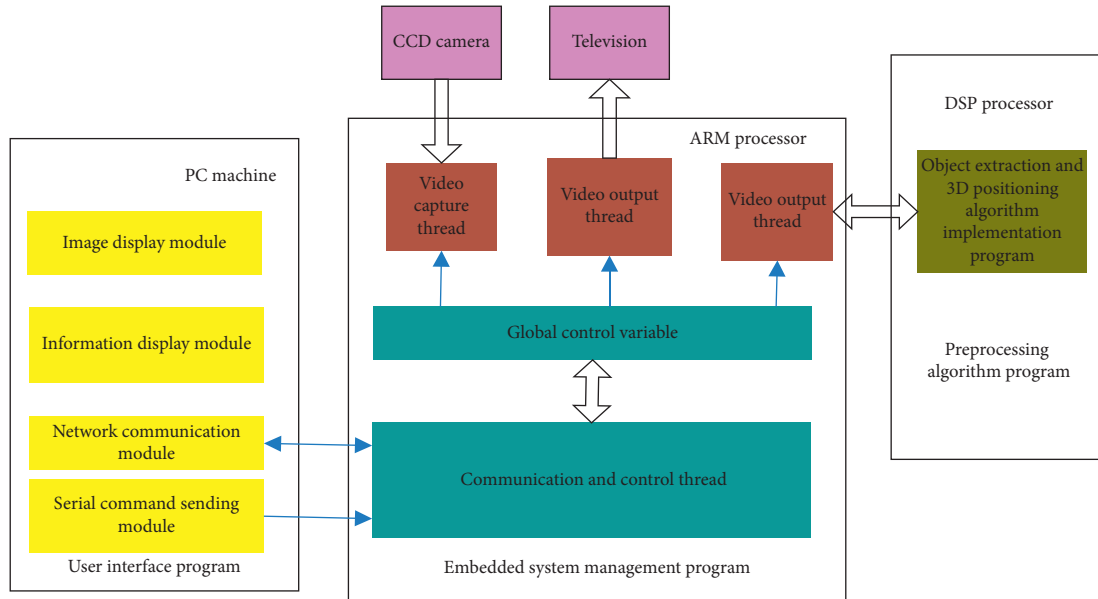 CCD camera
Television
PC machine
Image display module
Information display module
Network communication
module
Serial command sending
module
User interface program
ARM processor
Video
capture
thread
Video output
thread
Video output
thread
Global control variable
Communication and control thread
Embedded system management program
DSP processor
Object extraction and
3D positioning
algorithm
implementation
program
Preprocessing
algorithm program